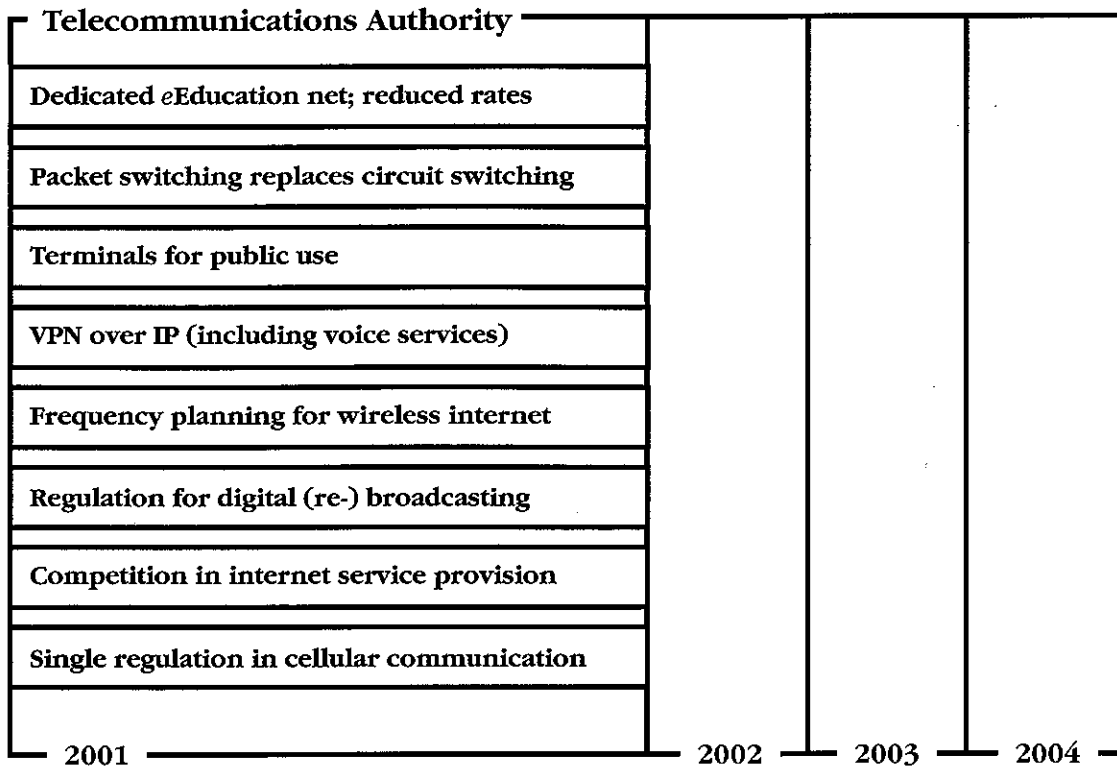 Telecommunications Authority
Dedicated eEducation net; reduced rates
Packet switching replaces circuit switching
Terminals for public use
VPN over IP (including voice services)
Frequency planning for wireless internet
Regulation for digital (re-) broadcasting
Competition in internet service provision
Single regulation in cellular communication
2001 2002 2003 2004